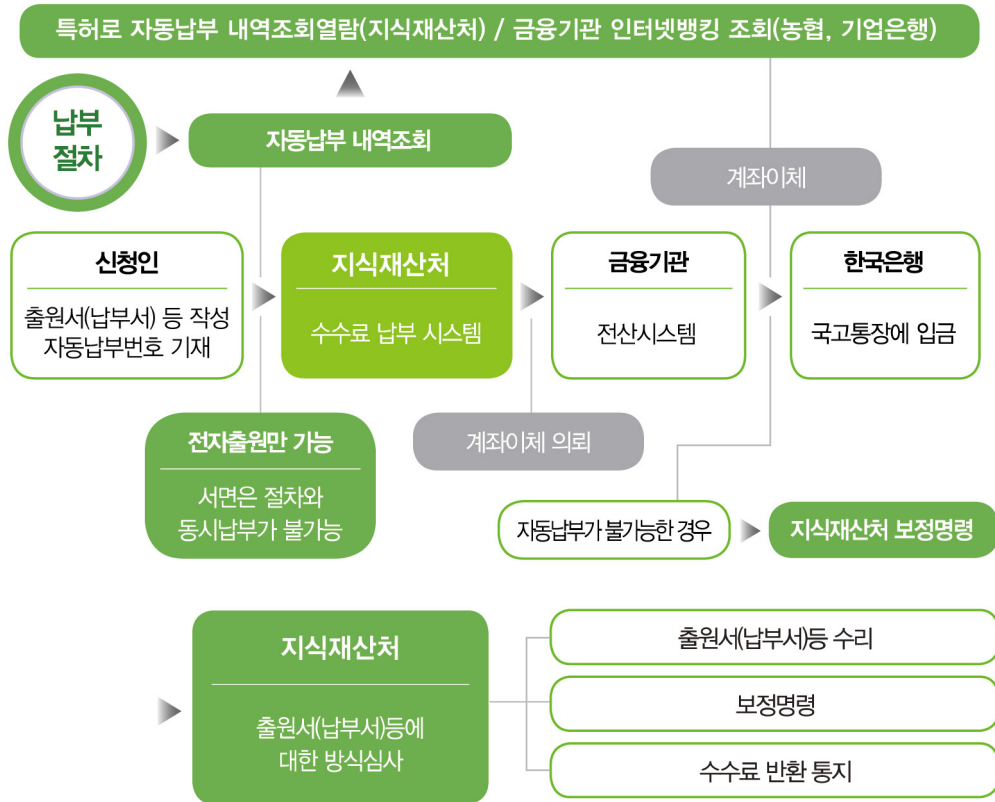 특허로 자동납부 내역조회열람(지식재산처) / 금융기관 인터넷뱅킹 조회(농협, 기업은행)
납부
절차
자동납부 내역조회
계좌이체
신청인
출원서(납부서) 등 작성
자동납부번호 기재
지식재산처
수수료 납부 시스템
금융기관
전산시스템
한국은행
국고통장에 입금
전자출원만 가능
서면은 절차와
동시납부가 불가능
계좌이체 의뢰
자동납부가 불가능한 경우
지식재산처 보정명령
지식재산처
출원서(납부서)등에
대한 방식심사
출원서(납부서)등 수리
보정명령
수수료 반환 통지